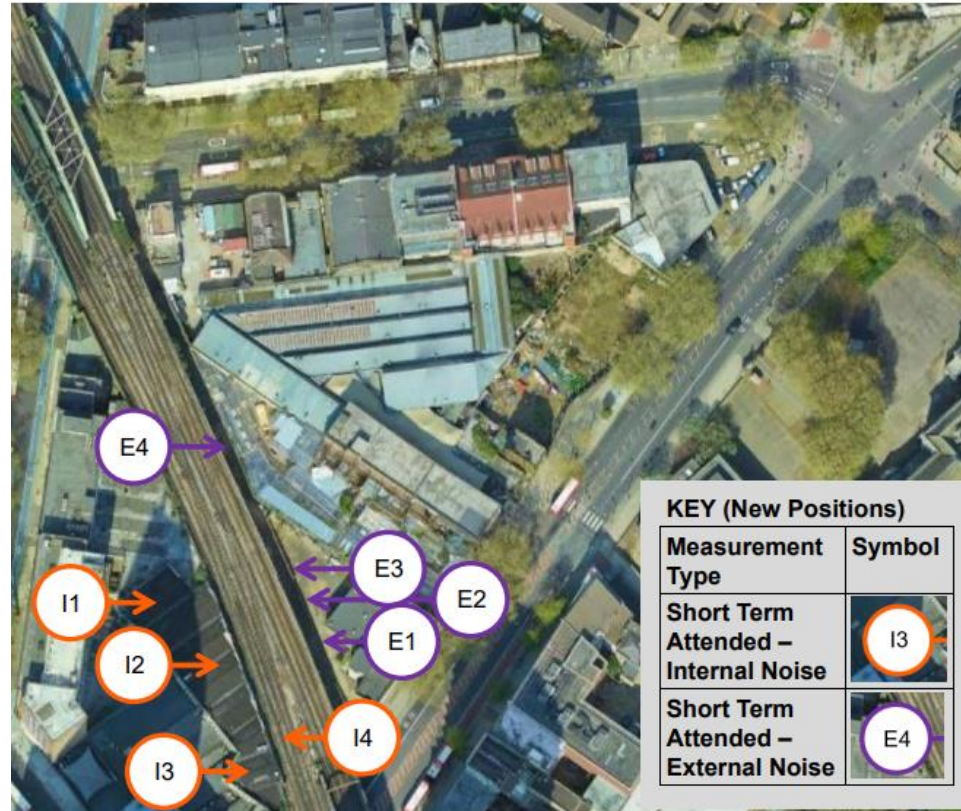 E4
E3
I1
E2
E1
I2
I4
I3
KEY (New Positions)
Measurement Symbol
Type
Short Term
Attended –
Internal Noise
I3
Short Term
Attended –
External Noise
E4